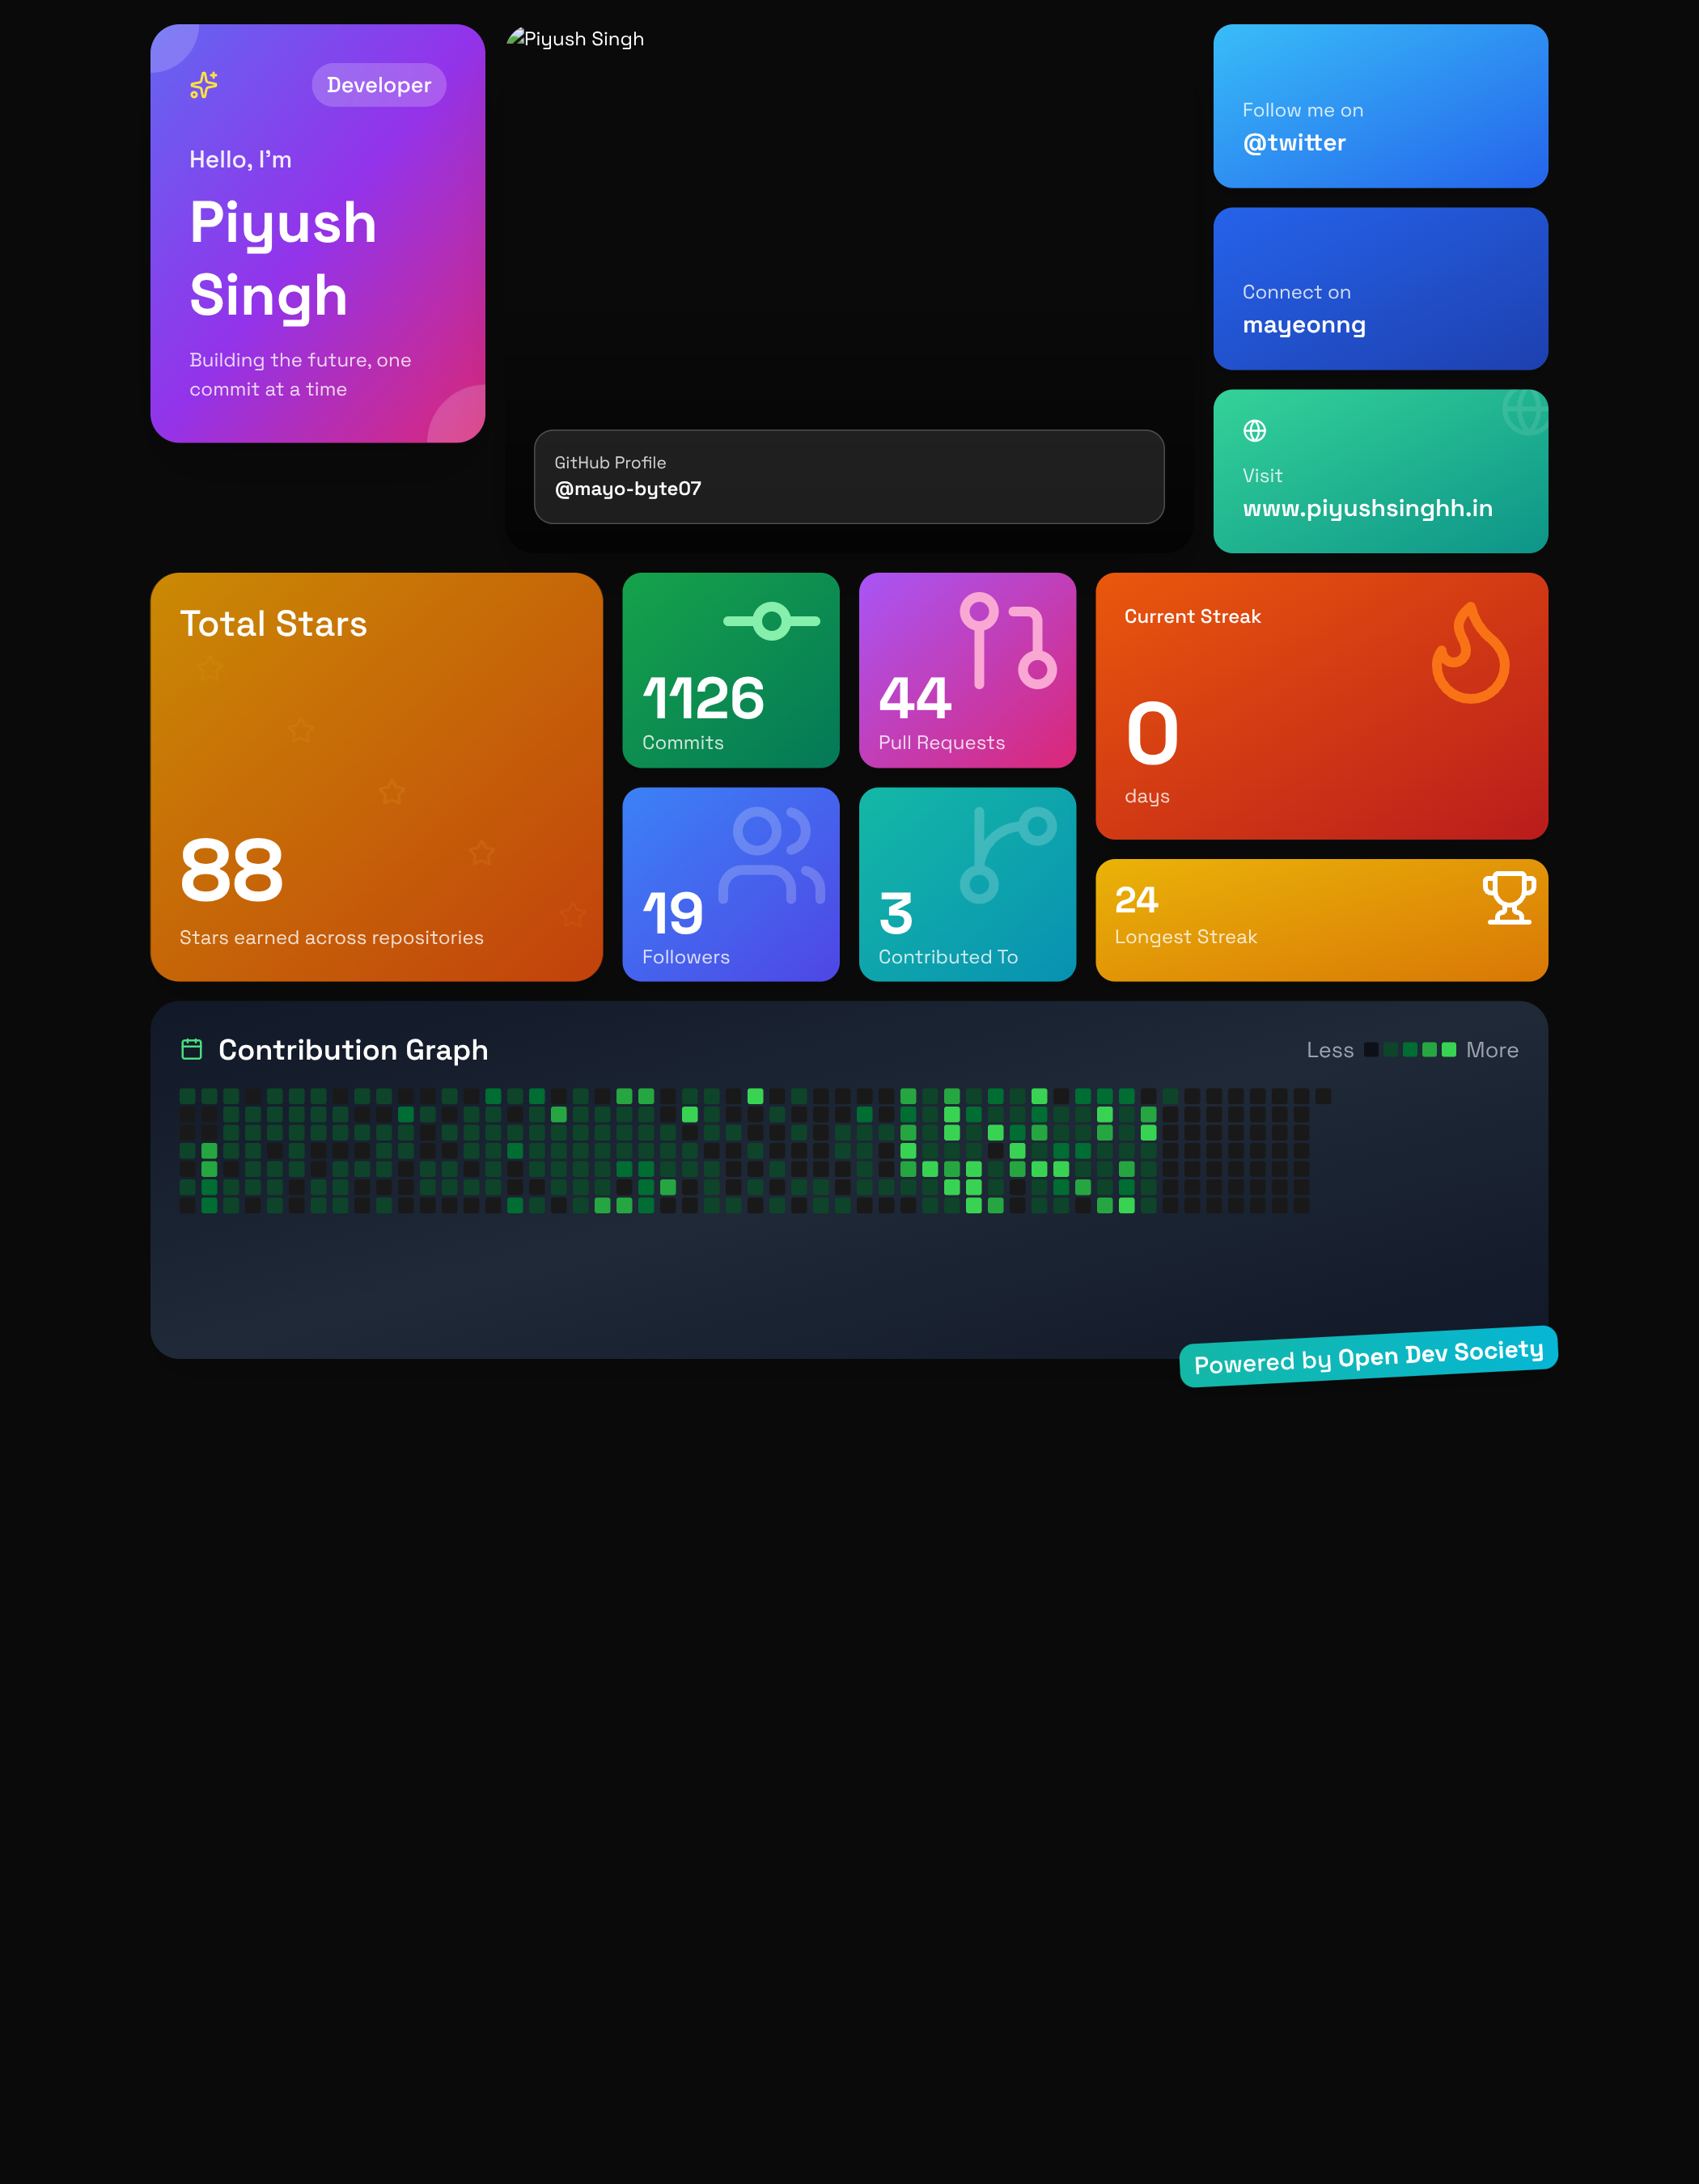 Developer
Hello, I'm
Piyush
Singh
Building the future, one
commit at a time
Piyush Singh
GitHub Profile
@mayo-byte07
Follow me on
@twitter
Connect on
mayeonng
Visit
www.piyushsinghh.in
Total Stars
88
Stars earned across repositories
1126
Commits
44
Pull Requests
19
Followers
3
Contributed To
Current Streak
0
days
24
Longest Streak
Contribution Graph
Less
More
Powered by Open Dev Society